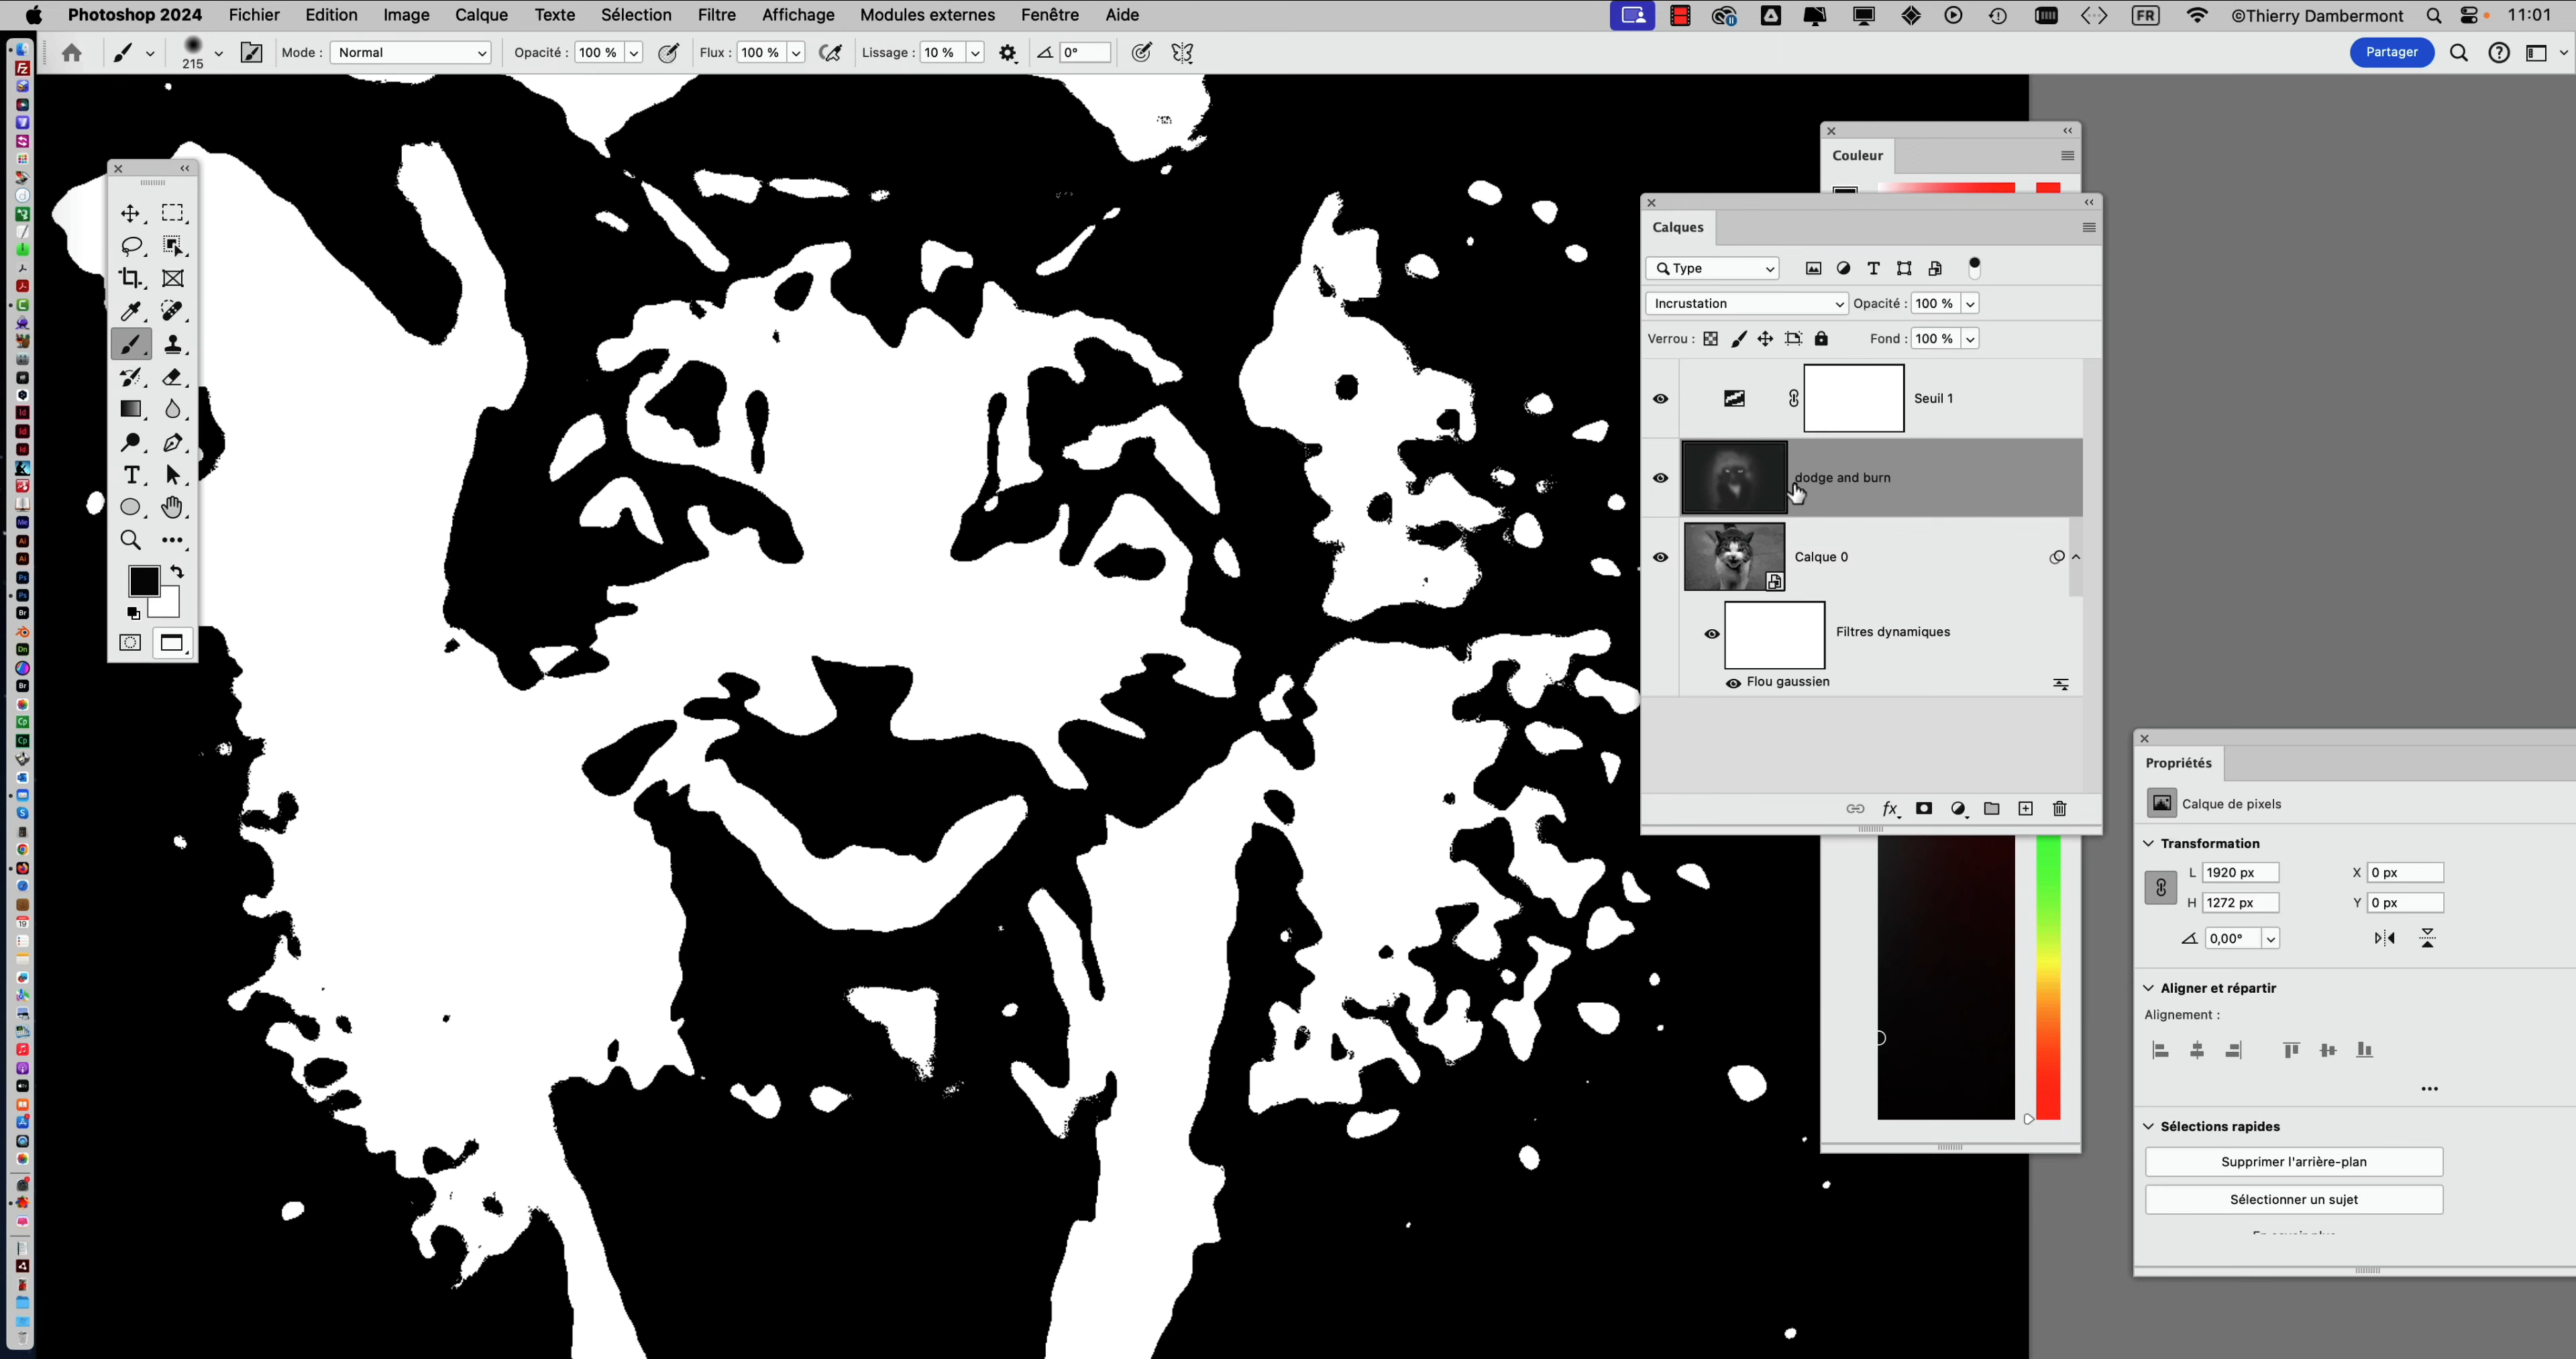 Photoshop 2024 Fichier Edition Image Calque Texte Sélection Filtre Affichage Modules externes Fenêtre Aide FR ©Thierry Dambermont 11:01
215 Mode : Normal Opacité : 100 % Flux : 100 % Lissage : 10 % 0° Partager
Couleur
Calques
Type
Incrustation Opacité : 100 %
Verrou : Fond : 100 %
Seuil 1
dodge and burn
Calque 0
Filtres dynamiques
Flou gaussien
fx
Propriétés
Calque de pixels
Transformation
L 1920 px X 0 px
H 1272 px Y 0 px
0,00°
Aligner et répartir
Alignement :
Sélections rapides
Supprimer l'arrière-plan
Sélectionner un sujet